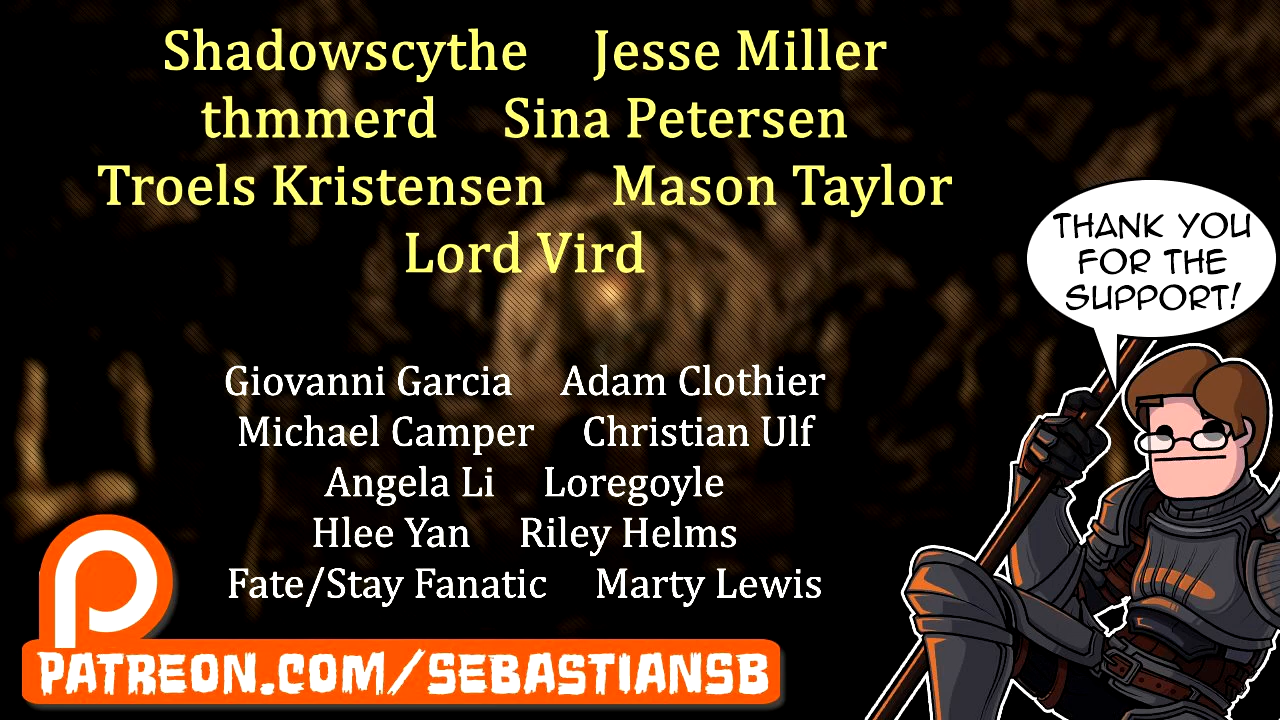 Shadowscythe Jesse Miller
thmmerd Sina Petersen
Troels Kristensen Mason Taylor
Lord Vird
THANK YOU
FOR THE
SUPPORT!
Giovanni Garcia Adam Clothier
Michael Camper Christian Ulf
Angela Li Loregoyle
Hlee Yan Riley Helms
Fate/Stay Fanatic Marty Lewis
PATREON.COM/SEBASTIANSB